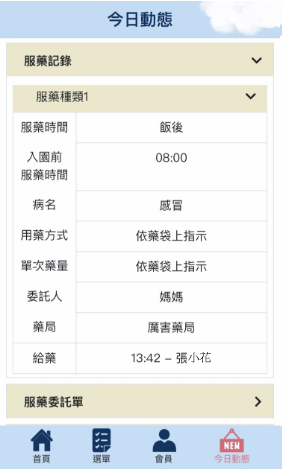 今日動態
服藥記錄
服藥種類1
服藥時間 飯後
入園前 08:00
服藥時間
病名 感冒
用藥方式 依藥袋上指示
單次藥量 依藥袋上指示
委託人 媽媽
藥局 厲害藥局
給藥 13:42 – 張小花
服藥委託單
NEW
首頁 選單 會員 今日動態